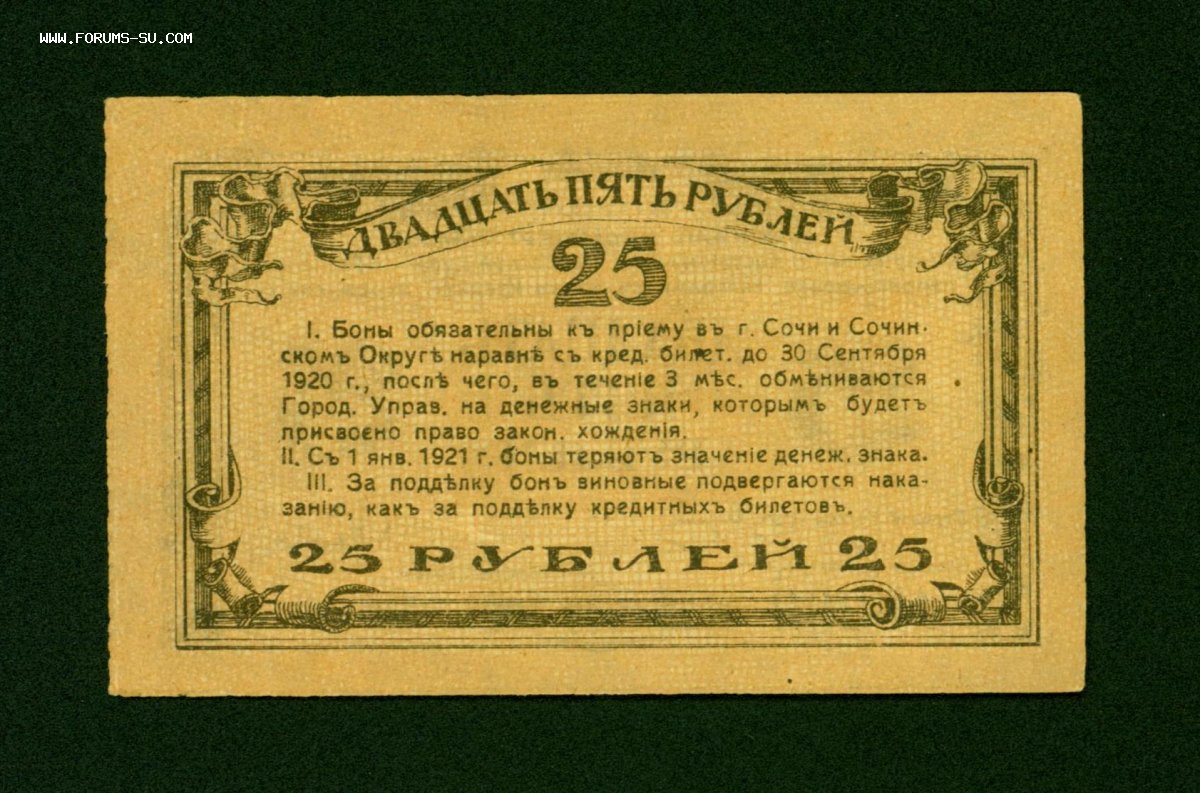 WWW.FORUMS-SU.COM
ДВАДЦАТЬ ПЯТЬ РУБЛЕЙ
25
I. Боны обязательны къ пріему въ г. Сочи и Сочин-
скомъ Округѣ наравнѣ съ кред. билет. до 30 Сентября
1920 г., послѣ чего, въ теченіе 3 мѣс. обмѣниваются
Город. Управ. на денежные знаки, которымъ будетъ
присвоено право закон. хожденія.
II. Съ 1 янв. 1921 г. боны теряютъ значеніе денеж. знака.
III. За поддѣлку бонъ виновные подвергаются нака-
занію, какъ за поддѣлку кредитныхъ билетовъ.
25 РУБЛЕЙ 25